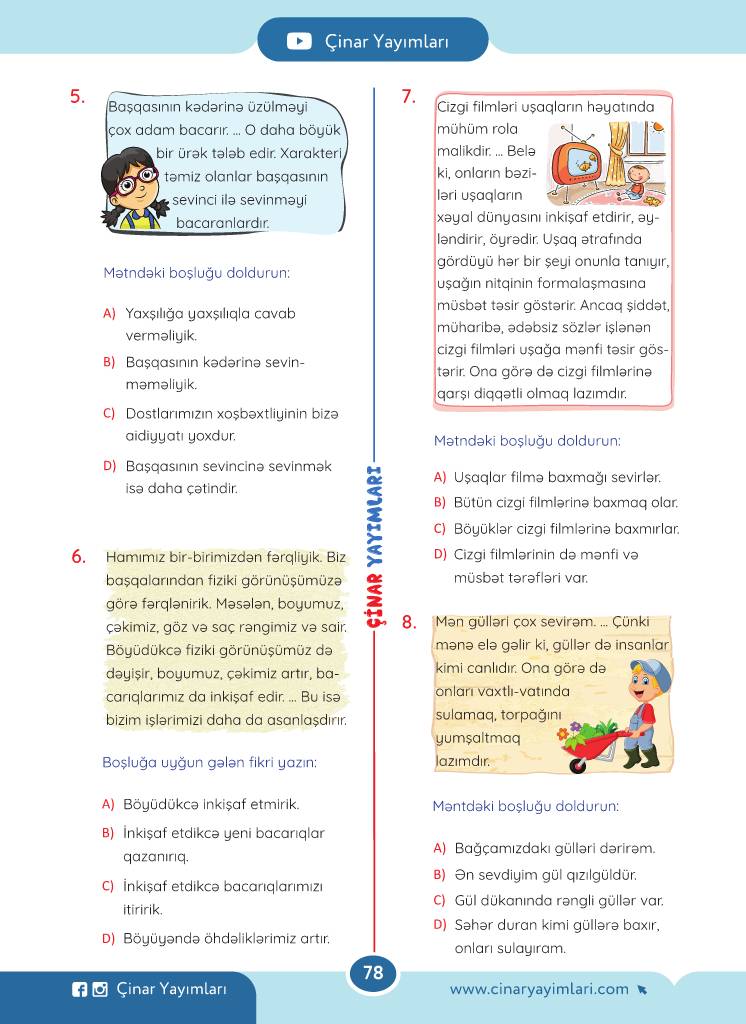 Çinar Yayımları
5.
Başqasının kədərinə üzülməyi
çox adam bacarır. ... O daha böyük
bir ürək tələb edir. Xarakteri
təmiz olanlar başqasının
sevinci ilə sevinməyi
bacaranlardır.
Mətndəki boşluğu doldurun:
A) Yaxşılığa yaxşılıqla cavab
verməliyik.
B) Başqasının kədərinə sevin-
məməliyik.
C) Dostlarımızın xoşbəxtliyinin bizə
aidiyyatı yoxdur.
D) Başqasının sevincinə sevinmək
isə daha çətindir.
6.
Hamımız bir-birimizdən fərqliyik. Biz
başqalarından fiziki görünüşümüzə
görə fərqlənirik. Məsələn, boyumuz,
çəkimiz, göz və saç rəngimiz və sair.
Böyüdükcə fiziki görünüşümüz də
dəyişir, boyumuz, çəkimiz artır, ba-
carıqlarımız da inkişaf edir. ... Bu isə
bizim işlərimizi daha da asanlaşdırır.
Boşluğa uyğun gələn fikri yazın:
A) Böyüdükcə inkişaf etmirik.
B) İnkişaf etdikcə yeni bacarıqlar
qazanırıq.
C) İnkişaf etdikcə bacarıqlarımızı
itiririk.
D) Böyüyəndə öhdəliklərimiz artır.
ÇİNAR YAYIMLARI
7.
Cizgi filmləri uşaqların həyatında
mühüm rola
malikdir. ... Belə
ki, onların bəzi-
ləri uşaqların
xəyal dünyasını inkişaf etdirir, əy-
ləndirir, öyrədir. Uşaq ətrafında
gördüyü hər bir şeyi onunla tanıyır,
uşağın nitqinin formalaşmasına
müsbət təsir göstərir. Ancaq şiddət,
müharibə, ədəbsiz sözlər işlənən
cizgi filmləri uşağa mənfi təsir gös-
tərir. Ona görə də cizgi filmlərinə
qarşı diqqətli olmaq lazımdır.
Mətndəki boşluğu doldurun:
A) Uşaqlar filmə baxmağı sevirlər.
B) Bütün cizgi filmlərinə baxmaq olar.
C) Böyüklər cizgi filmlərinə baxmırlar.
D) Cizgi filmlərinin də mənfi və
müsbət tərəfləri var.
8.
Mən gülləri çox sevirəm. ... Çünki
mənə elə gəlir ki, güllər də insanlar
kimi canlıdır. Ona görə də
onları vaxtlı-vatında
sulamaq, torpağını
yumşaltmaq
lazımdır.
Məntdəki boşluğu doldurun:
A) Bağçamızdakı gülləri dərirəm.
B) Ən sevdiyim gül qızılgüldür.
C) Gül dükanında rəngli güllər var.
D) Səhər duran kimi güllərə baxır,
onları sulayıram.
Çinar Yayımları
78
www.cinaryayimlari.com